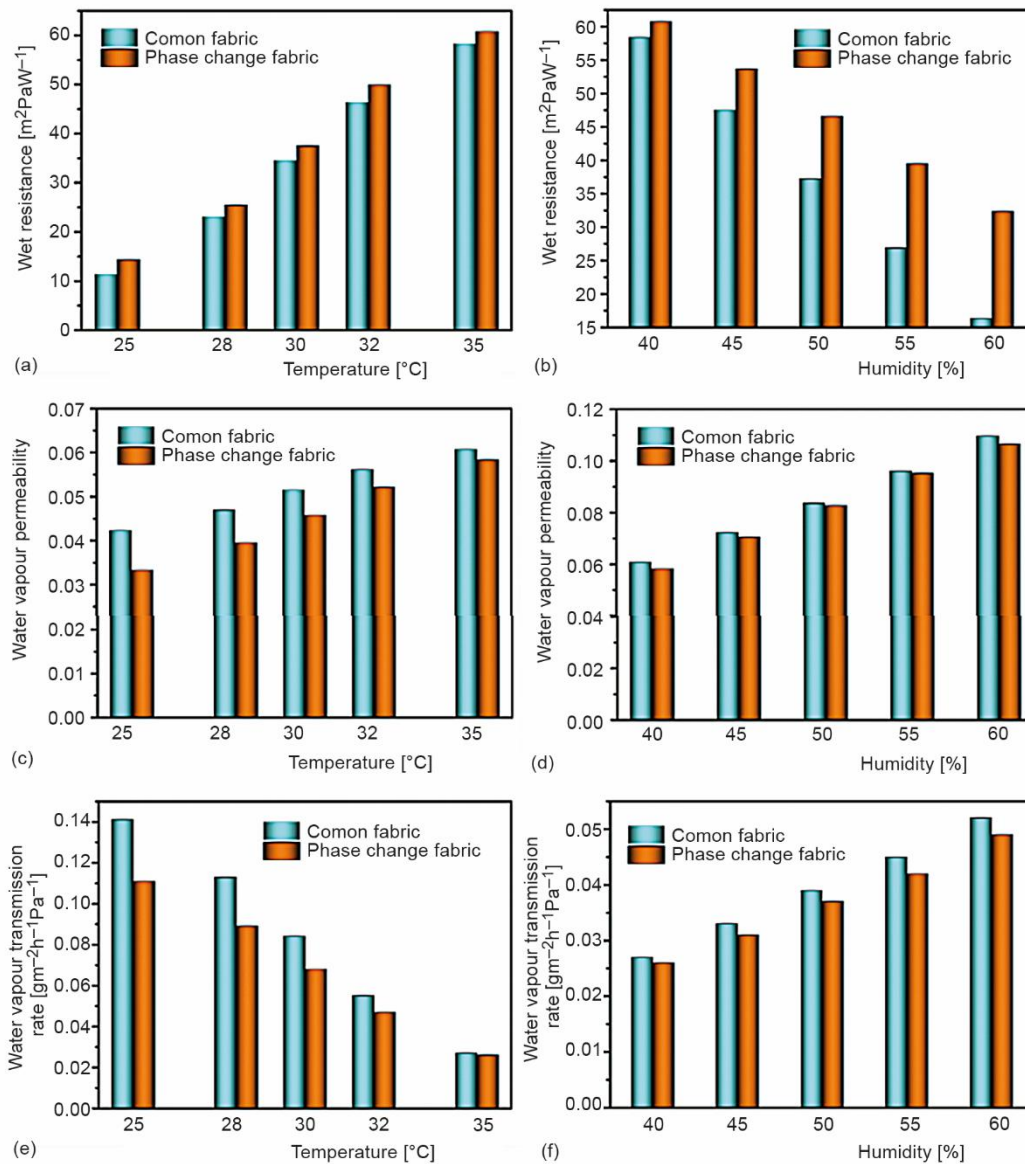 Wet resistance [m²PaW⁻¹]
60
50
40
30
20
10
0
Comon fabric
Phase change fabric
25 28 30 32 35
(a) Temperature [°C]
Wet resistance [m²PaW⁻¹]
60
55
50
45
40
35
30
25
20
15
Comon fabric
Phase change fabric
40 45 50 55 60
(b) Humidity [%]
Water vapour permeability
0.07
0.06
0.05
0.04
0.03
0.02
0.01
0.00
Comon fabric
Phase change fabric
25 28 30 32 35
(c) Temperature [°C]
Water vapour permeability
0.12
0.10
0.08
0.06
0.04
0.02
0.00
Comon fabric
Phase change fabric
40 45 50 55 60
(d) Humidity [%]
Water vapour transmission
rate [gm⁻²h⁻¹Pa⁻¹]
0.14
0.12
0.10
0.08
0.06
0.04
0.02
0.00
Comon fabric
Phase change fabric
25 28 30 32 35
(e) Temperature [°C]
Water vapour transmission
rate [gm⁻²h⁻¹Pa⁻¹]
0.05
0.04
0.03
0.02
0.01
0.00
Comon fabric
Phase change fabric
40 45 50 55 60
(f) Humidity [%]